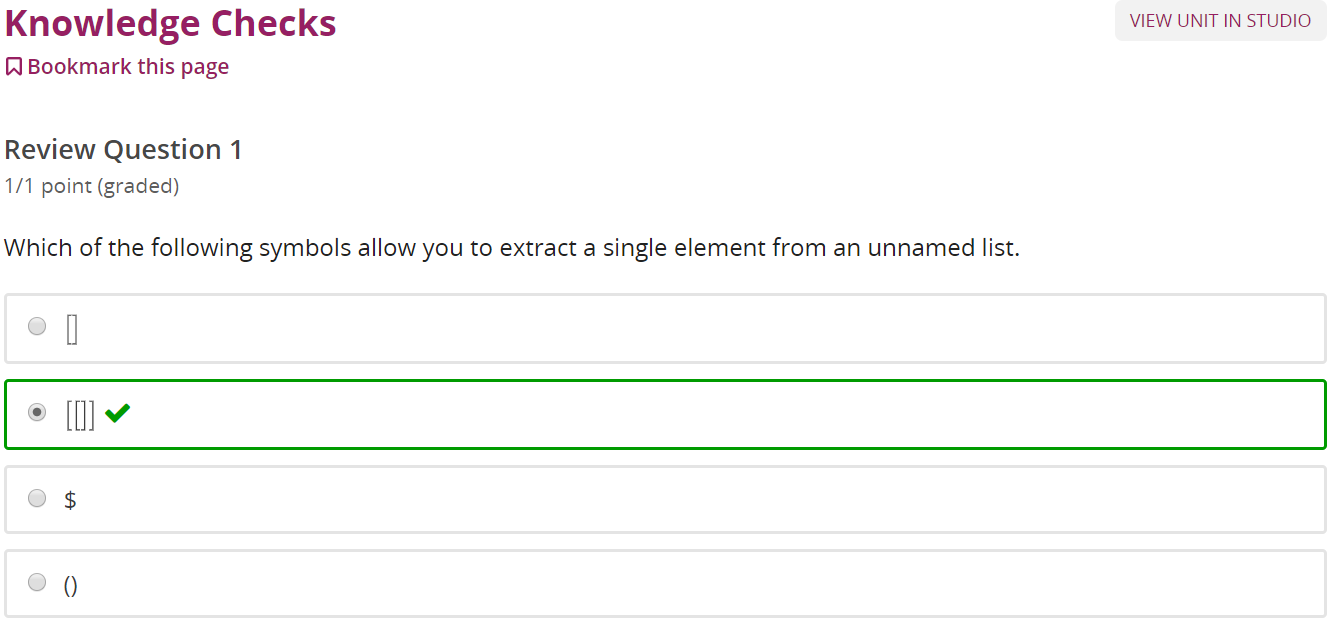 Knowledge Checks
VIEW UNIT IN STUDIO
Bookmark this page
Review Question 1
1/1 point (graded)
Which of the following symbols allow you to extract a single element from an unnamed list.
[]
[[]]
$
()